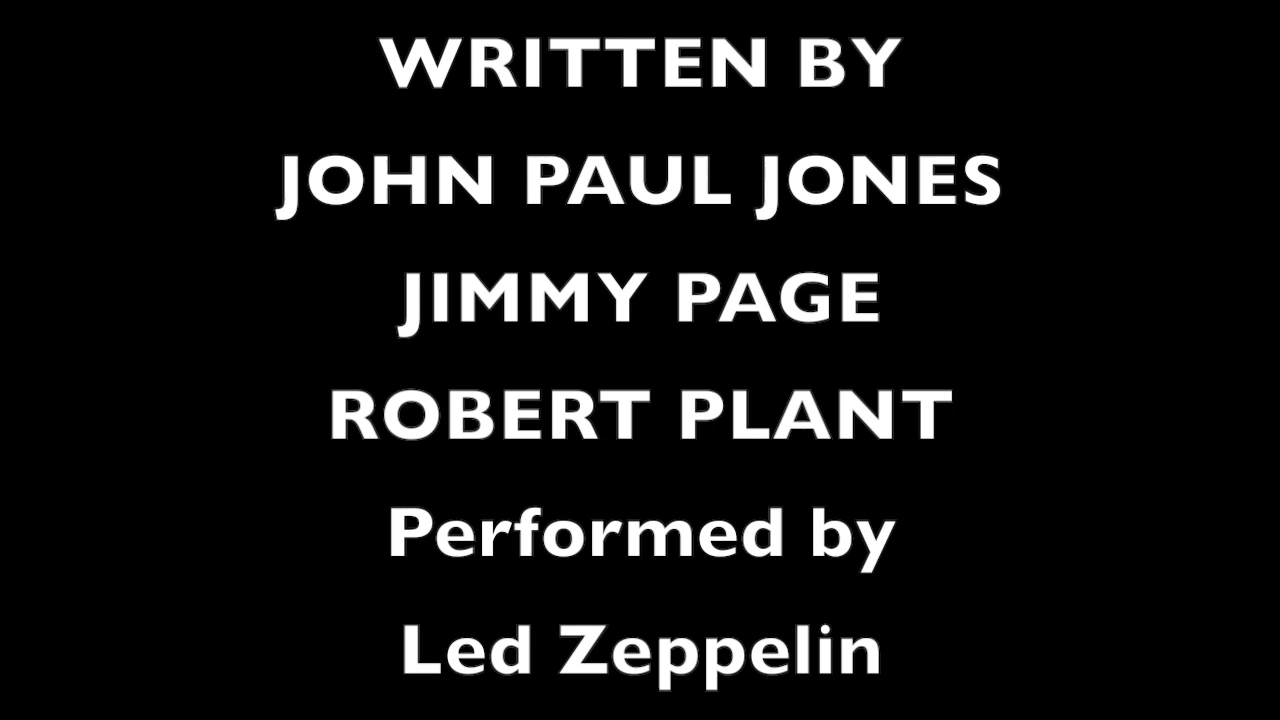 WRITTEN BY
JOHN PAUL JONES
JIMMY PAGE
ROBERT PLANT
Performed by
Led Zeppelin